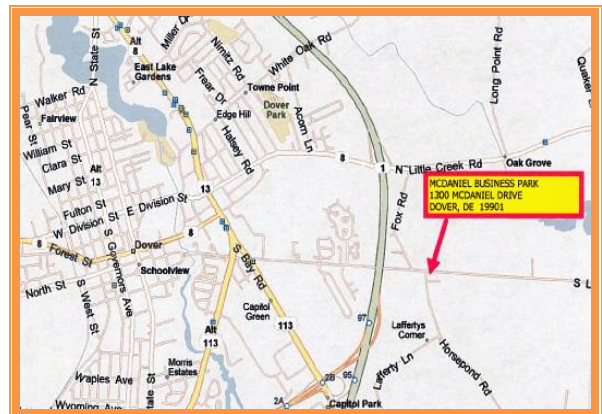 N State St
Alt
8
Miller Dr
Nimitz Rd
White Oak Rd
Long Point Rd
Quaker
East Lake
Gardens
Frear Dr
Towne Point
Walker Rd
Fairview
Pear St
Edge Hill
Dover
Park
Acorn Ln
William St
Clara St
Mary St
Alt
13
Halsey Rd
8
1
N Little Creek Rd
Oak Grove
13
Fulton St
W Division St
E Division St
MCDANIEL BUSINESS PARK
1300 MCDANIEL DRIVE
DOVER, DE 19901
Fox Rd
8
Forest St
Dover
8
S Governors Ave
Schoolview
S Bay Rd
North St
S West St
S L
Capitol
Green
113
97
Alt
113
Laffertys
Corner
Lafferty Ln
Horsepond Rd
Morris
Estates
Waples Ave
2B
95
2A
Capitol Park
Wyoming Ave